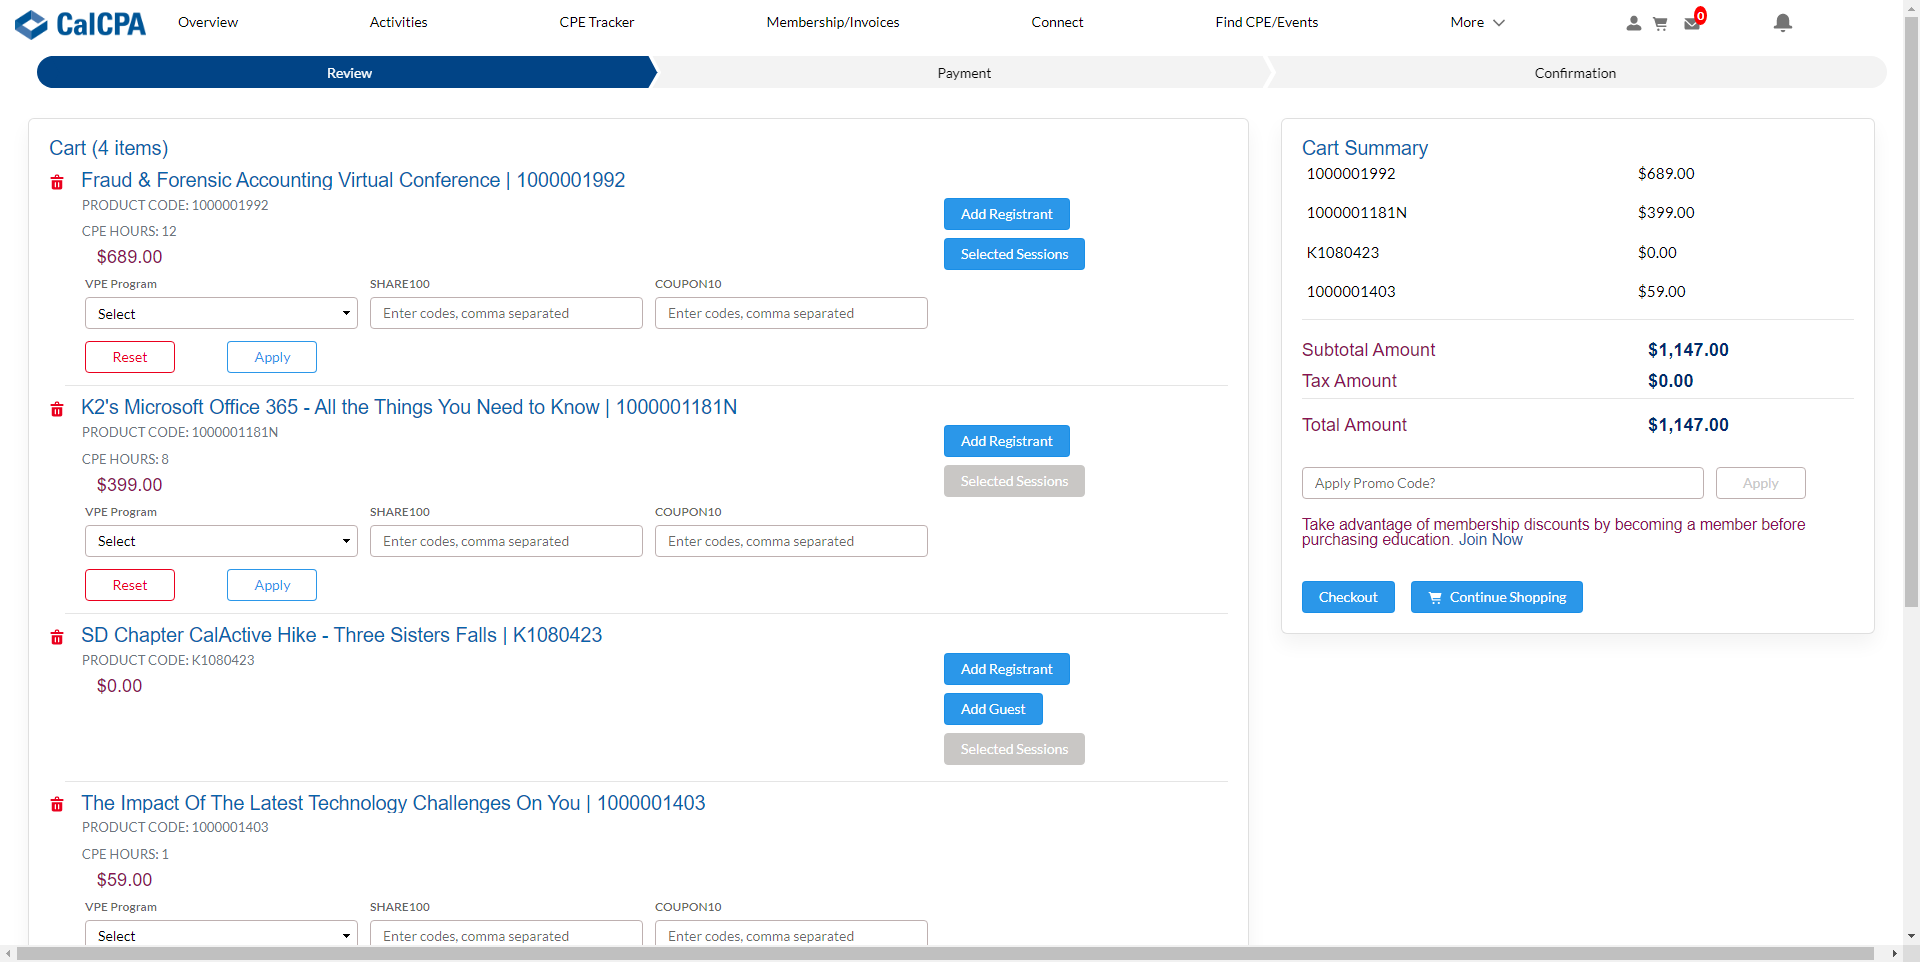 CalCPA
Overview
Activities
CPE Tracker
Membership/Invoices
Connect
Find CPE/Events
More
0
Review
Payment
Confirmation
Cart (4 items)
Fraud & Forensic Accounting Virtual Conference | 1000001992
PRODUCT CODE: 1000001992
CPE HOURS: 12
$689.00
Add Registrant
Selected Sessions
VPE Program
SHARE100
COUPON10
Select
Enter codes, comma separated
Enter codes, comma separated
Reset
Apply
K2's Microsoft Office 365 - All the Things You Need to Know | 1000001181N
PRODUCT CODE: 1000001181N
CPE HOURS: 8
$399.00
Add Registrant
Selected Sessions
VPE Program
SHARE100
COUPON10
Select
Enter codes, comma separated
Enter codes, comma separated
Reset
Apply
SD Chapter CalActive Hike - Three Sisters Falls | K1080423
PRODUCT CODE: K1080423
$0.00
Add Registrant
Add Guest
Selected Sessions
The Impact Of The Latest Technology Challenges On You | 1000001403
PRODUCT CODE: 1000001403
CPE HOURS: 1
$59.00
VPE Program
SHARE100
COUPON10
Select
Enter codes, comma separated
Enter codes, comma separated
Cart Summary
1000001992 $689.00
1000001181N $399.00
K1080423 $0.00
1000001403 $59.00
Subtotal Amount $1,147.00
Tax Amount $0.00
Total Amount $1,147.00
Apply Promo Code?
Apply
Take advantage of membership discounts by becoming a member before
purchasing education. Join Now
Checkout
Continue Shopping